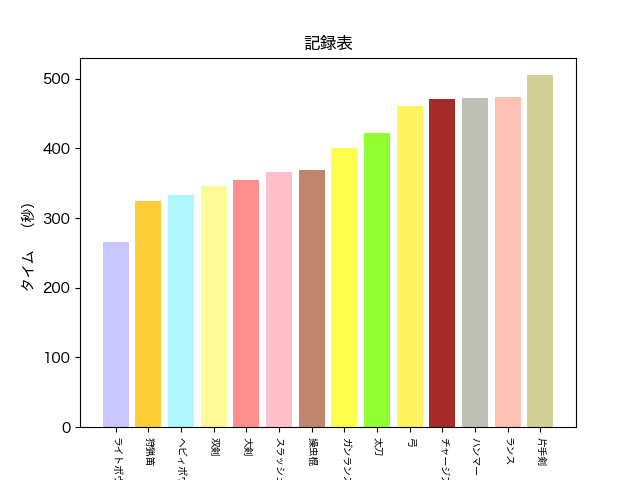 記録表
タイム （秒）
500
400
300
200
100
0
ライトボウ
狩猟笛
ヘビィボウ
双剣
大剣
スラッシュ
操虫棍
ガンランス
太刀
弓
チャージア
ハンマー
ランス
片手剣